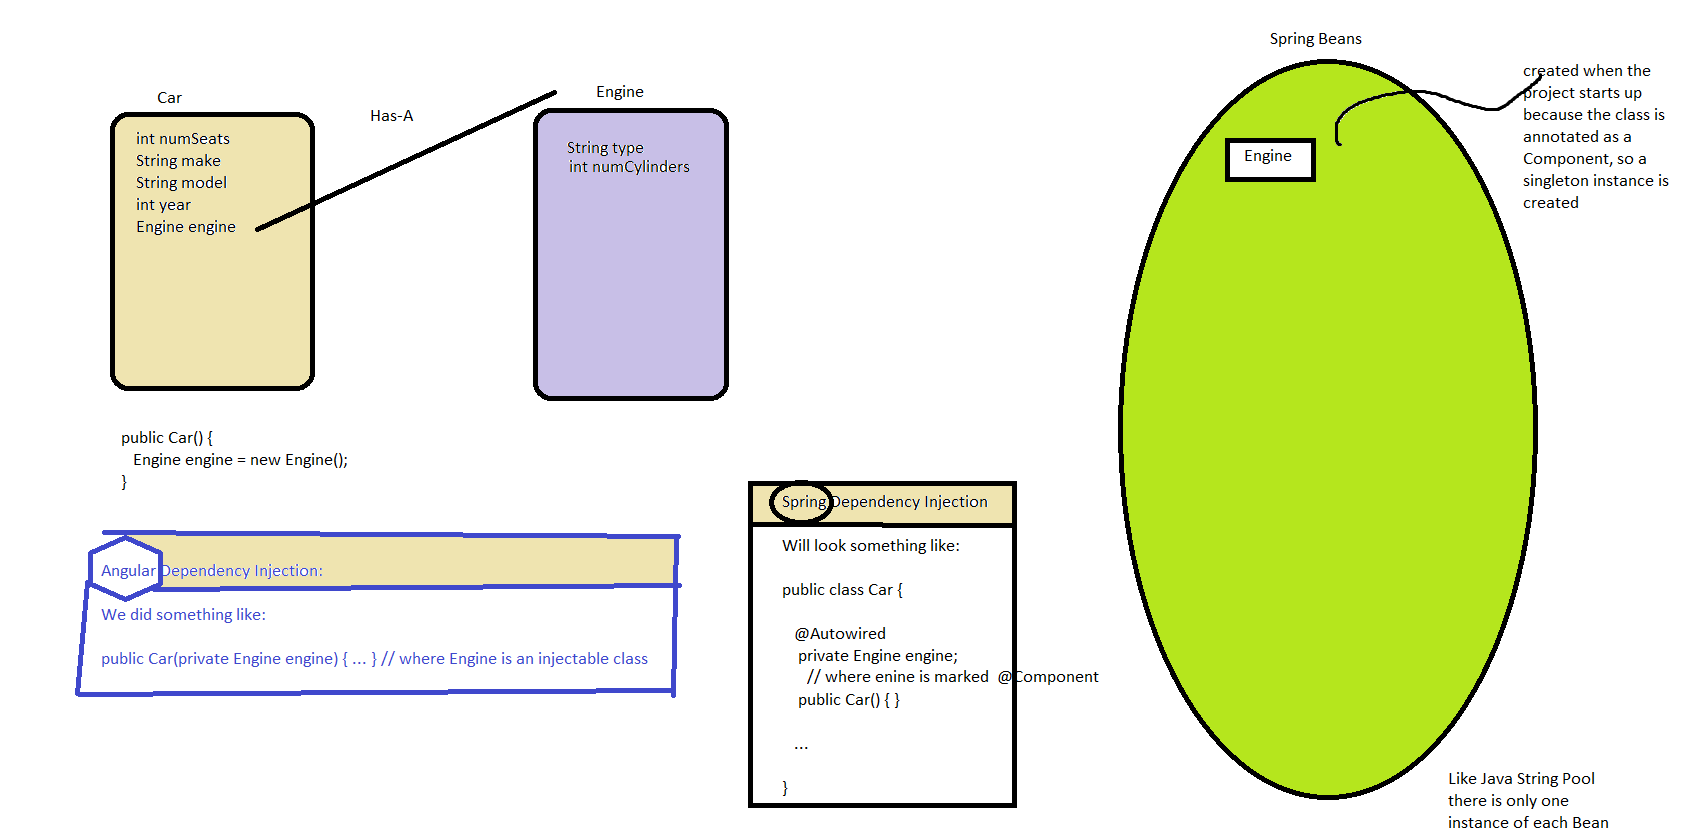 Car
int numSeats
String make
String model
int year
Engine engine
Has-A
Engine
String type
int numCylinders
public Car() {
Engine engine = new Engine();
}
Angular Dependency Injection:
We did something like:
public Car(private Engine engine) { ... } // where Engine is an injectable class
Spring Dependency Injection
Will look something like:
public class Car {
@Autowired
private Engine engine;
// where enine is marked @Component
public Car() { }
...
}
Spring Beans
Engine
created when the
project starts up
because the class is
annotated as a
Component, so a
singleton instance is
created
Like Java String Pool
there is only one
instance of each Bean